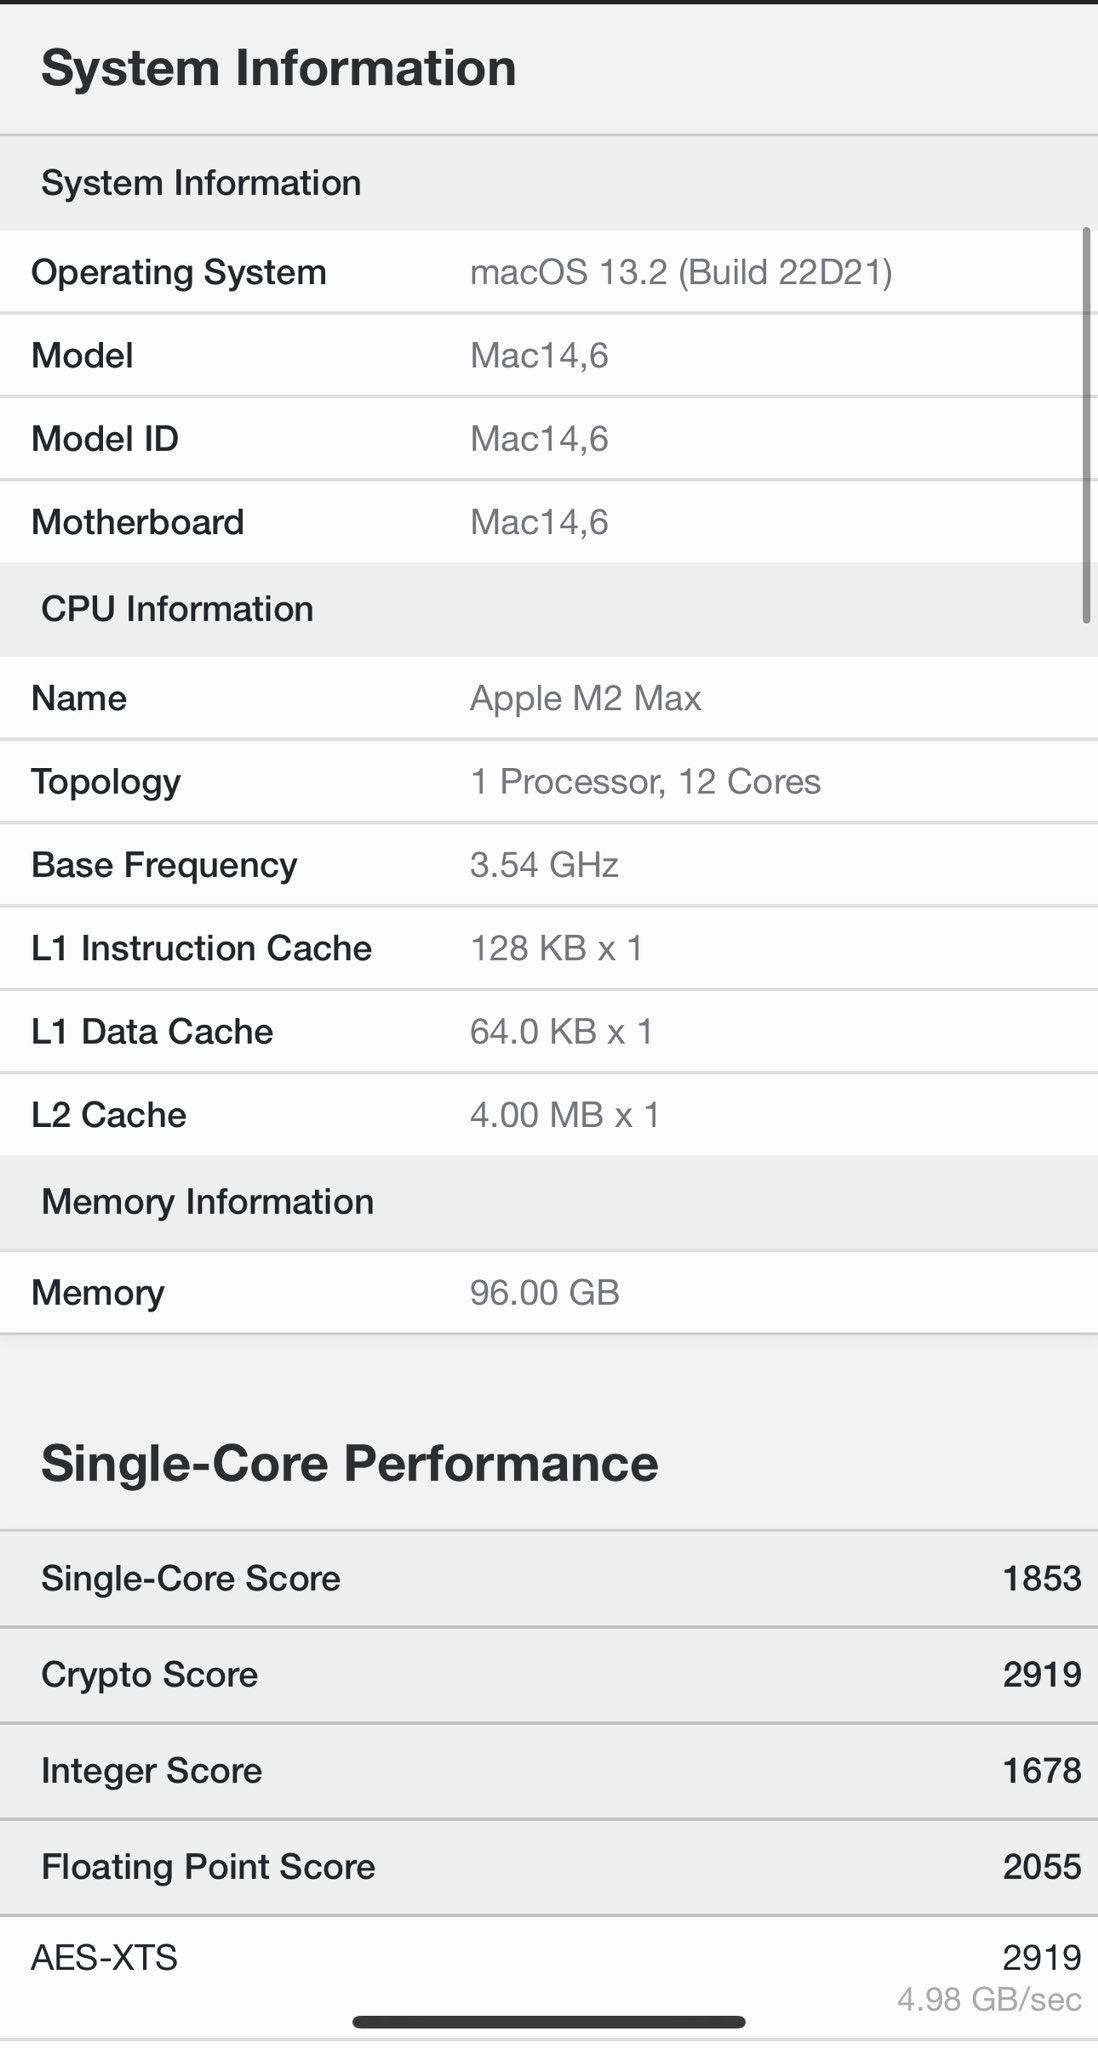 System Information
System Information
Operating System macOS 13.2 (Build 22D21)
Model Mac14,6
Model ID Mac14,6
Motherboard Mac14,6
CPU Information
Name Apple M2 Max
Topology 1 Processor, 12 Cores
Base Frequency 3.54 GHz
L1 Instruction Cache 128 KB x 1
L1 Data Cache 64.0 KB x 1
L2 Cache 4.00 MB x 1
Memory Information
Memory 96.00 GB
Single-Core Performance
Single-Core Score 1853
Crypto Score 2919
Integer Score 1678
Floating Point Score 2055
AES-XTS 2919
4.98 GB/sec